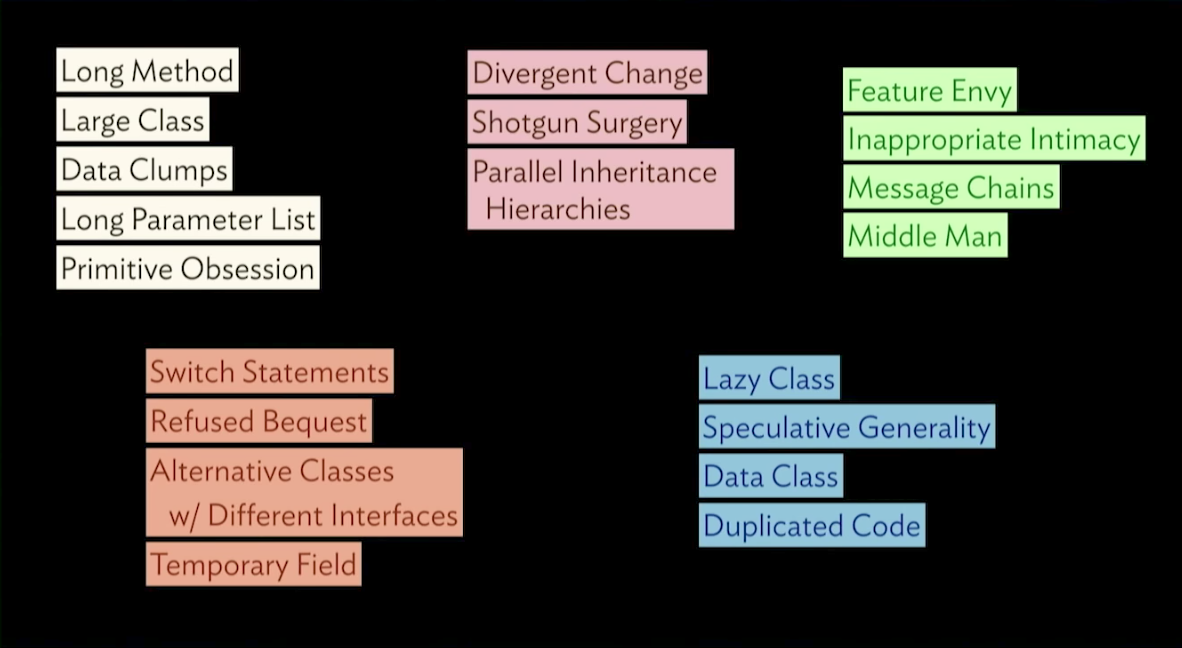 Long Method
Large Class
Data Clumps
Long Parameter List
Primitive Obsession
Divergent Change
Shotgun Surgery
Parallel Inheritance
Hierarchies
Feature Envy
Inappropriate Intimacy
Message Chains
Middle Man
Switch Statements
Refused Bequest
Alternative Classes
w/ Different Interfaces
Temporary Field
Lazy Class
Speculative Generality
Data Class
Duplicated Code